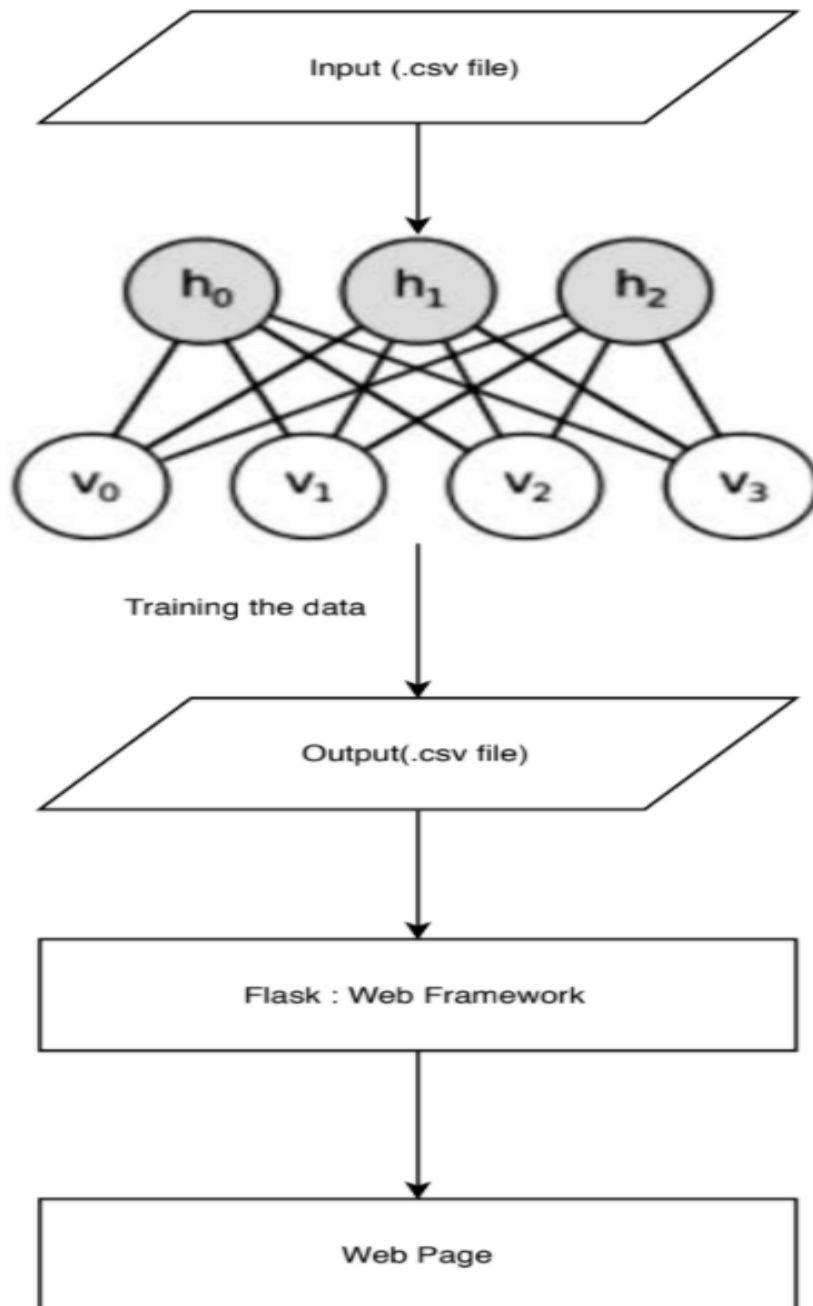 Input (.csv file)
h0 h1 h2
v0 v1 v2 v3
Training the data
Output(.csv file)
Flask : Web Framework
Web Page